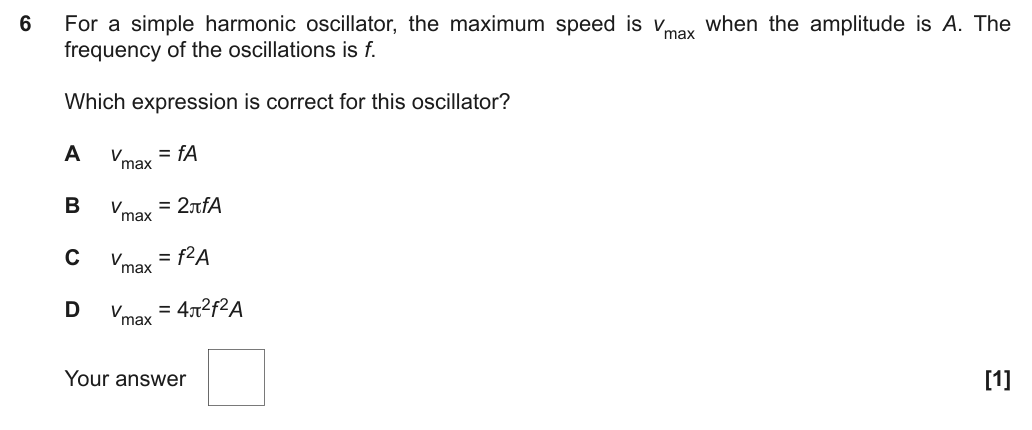 6 For a simple harmonic oscillator, the maximum speed is vmax when the amplitude is A. The
frequency of the oscillations is f.
Which expression is correct for this oscillator?
A vmax = fA
B vmax = 2πfA
C vmax = f²A
D vmax = 4π²f²A
Your answer [1]